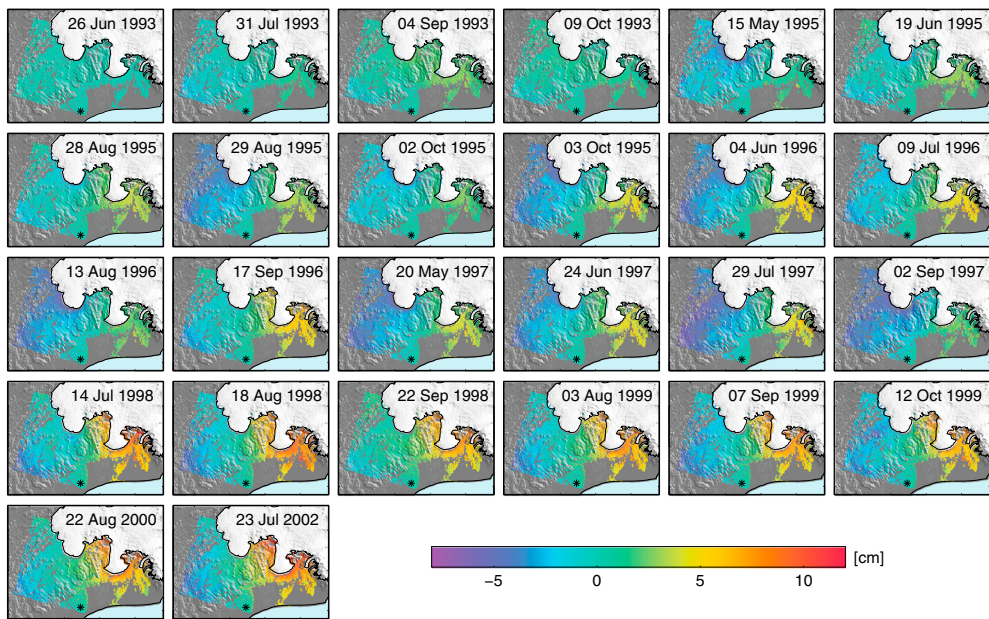 26 Jun 1993 31 Jul 1993 04 Sep 1993 09 Oct 1993 15 May 1995 19 Jun 1995
28 Aug 1995 29 Aug 1995 02 Oct 1995 03 Oct 1995 04 Jun 1996 09 Jul 1996
13 Aug 1996 17 Sep 1996 20 May 1997 24 Jun 1997 29 Jul 1997 02 Sep 1997
14 Jul 1998 18 Aug 1998 22 Sep 1998 03 Aug 1999 07 Sep 1999 12 Oct 1999
22 Aug 2000 23 Jul 2002
[cm]
−5 0 5 10